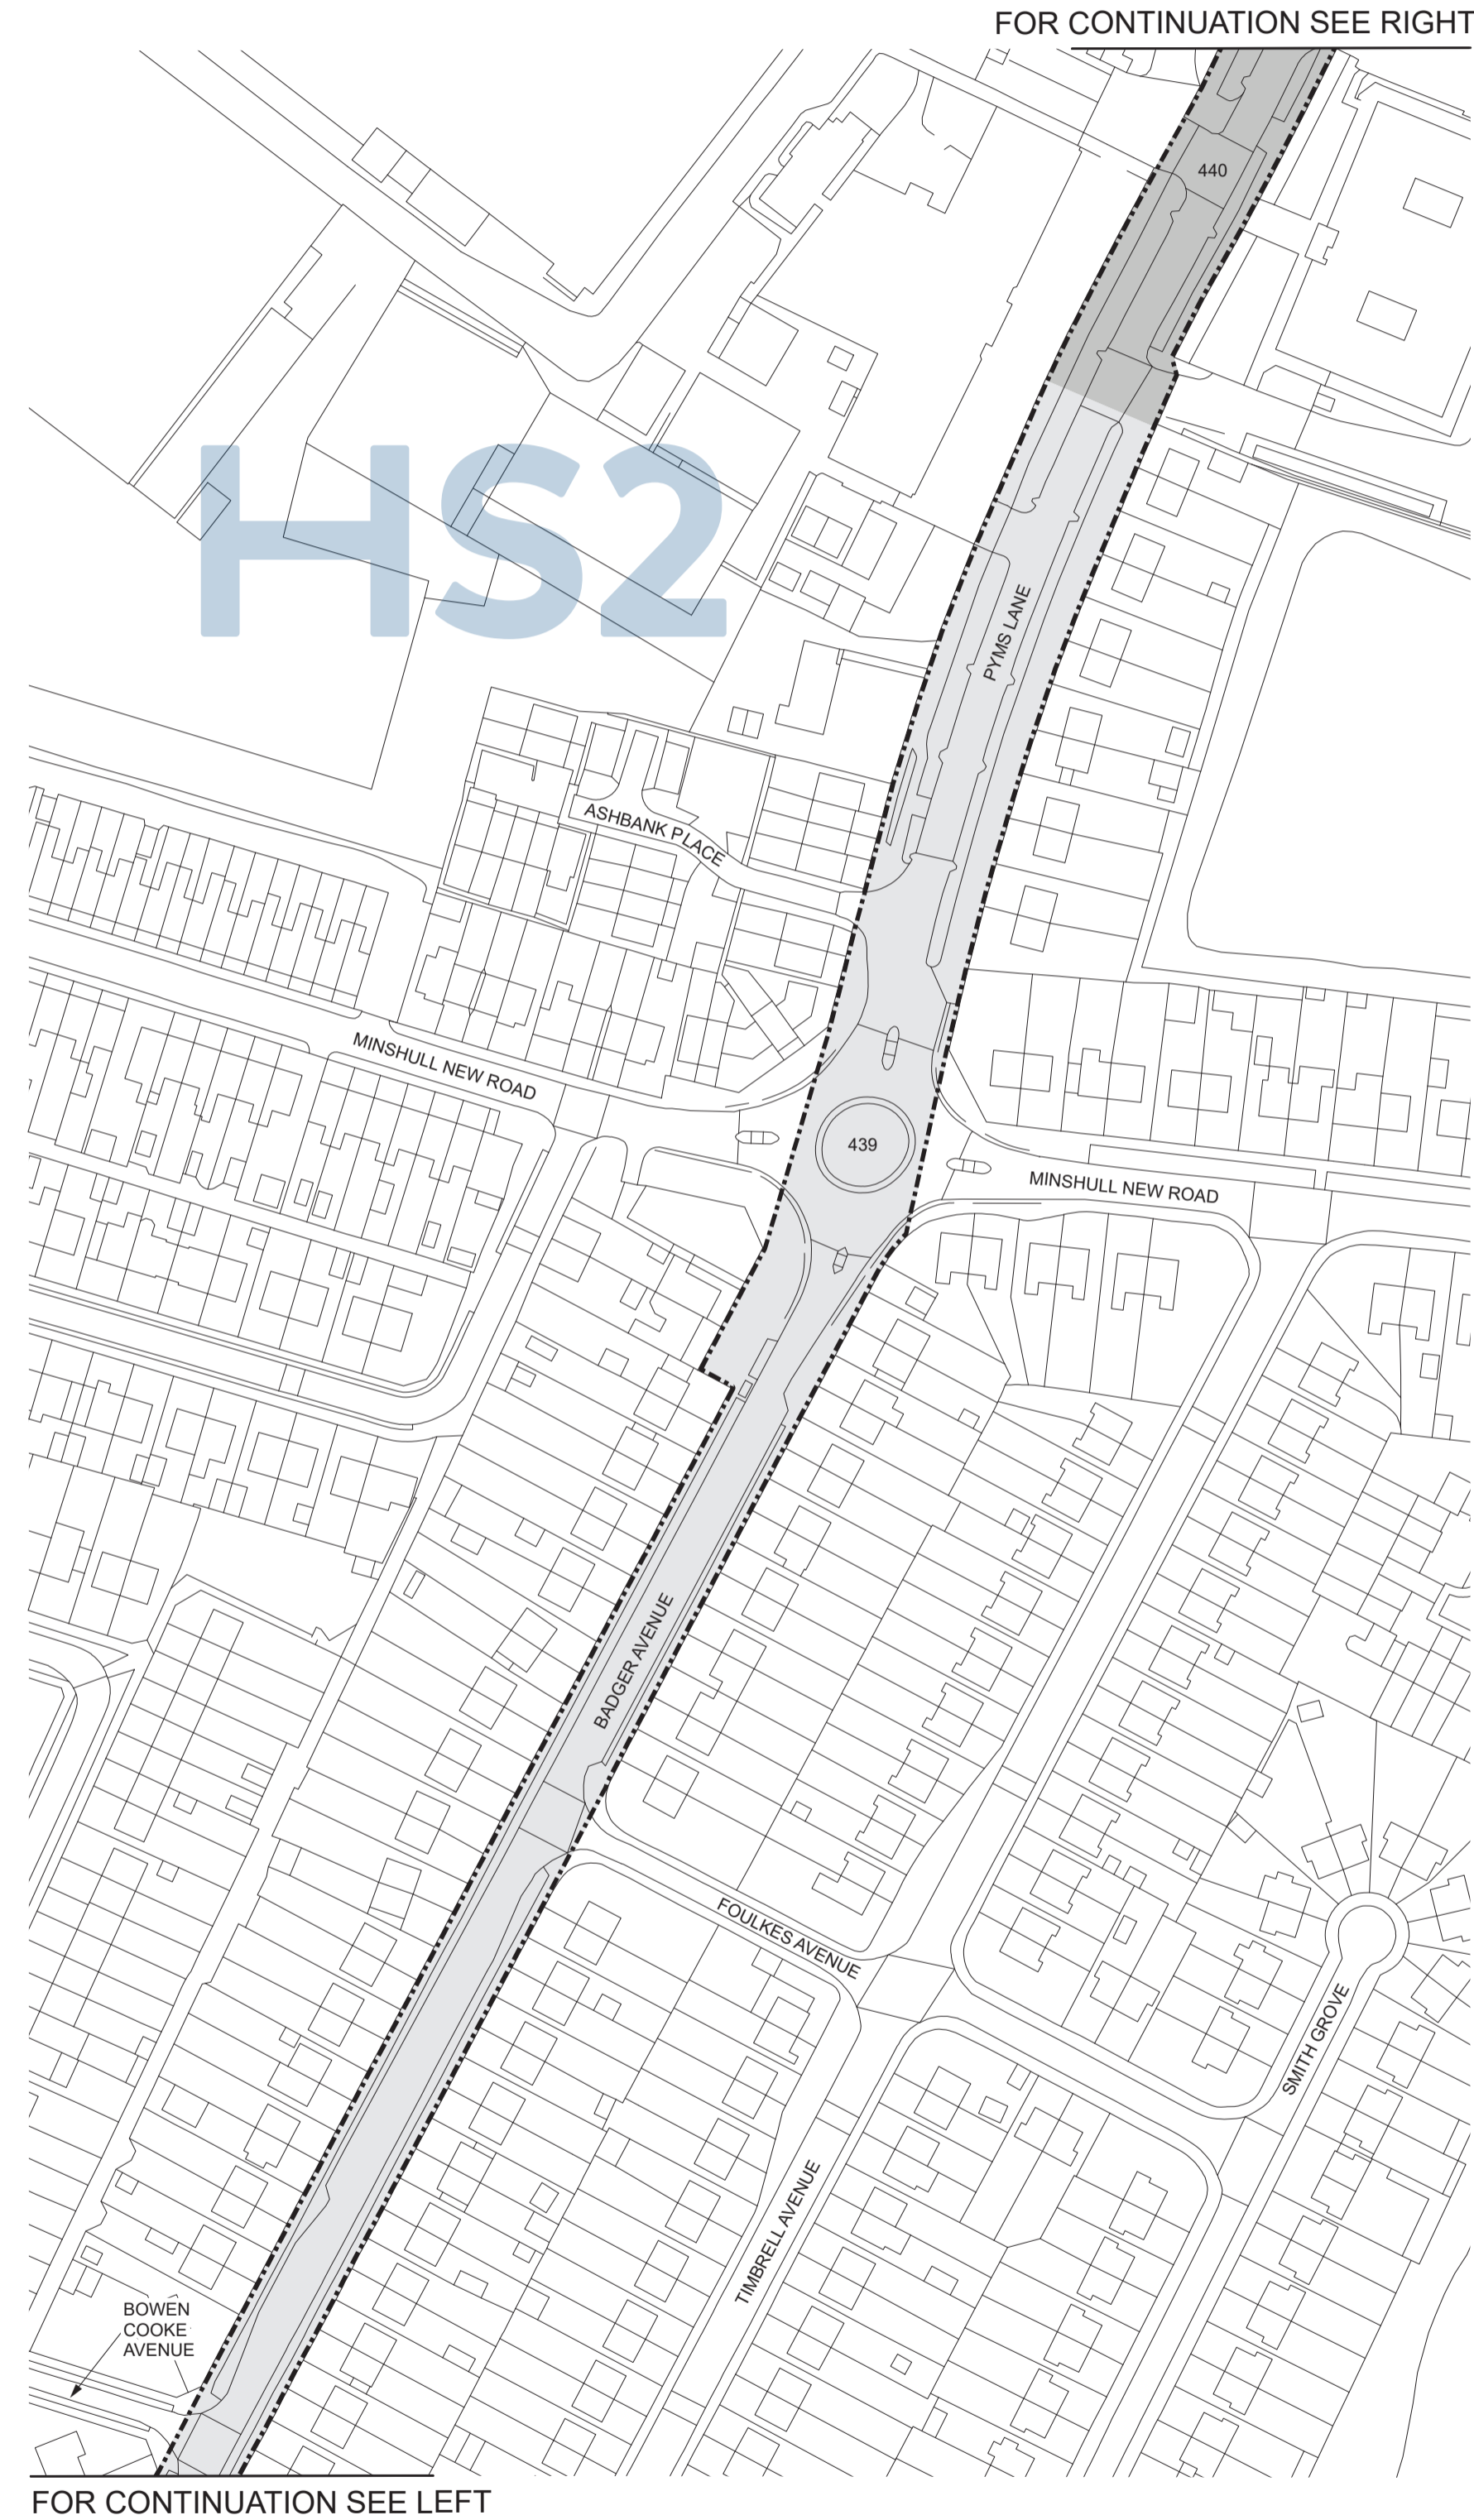 FOR CONTINUATION SEE RIGHT
440
HS2
PYMS LANE
ASHBANK PLACE
MINSHULL NEW ROAD
439
MINSHULL NEW ROAD
BADGER AVENUE
FOULKES AVENUE
SMITH GROVE
TIMBRELL AVENUE
BOWEN
COOKE
AVENUE
FOR CONTINUATION SEE LEFT